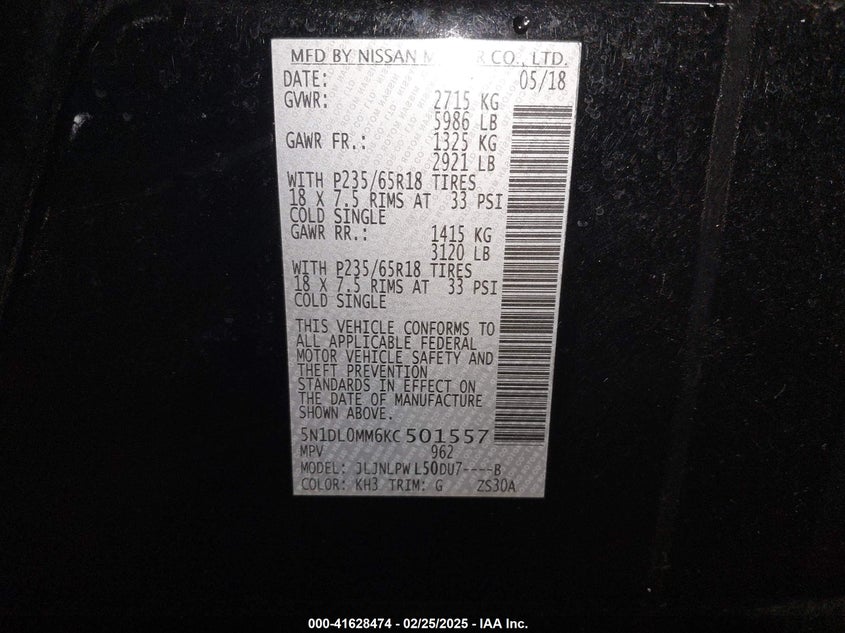 MFD BY NISSAN M R CO., LTD.
DATE: 05/18
GVWR: 2715 KG
5986 LB
GAWR FR.: 1325 KG
2921 LB
WITH P235/65R18 TIRES
18 X 7.5 RIMS AT 33 PSI
COLD SINGLE
GAWR RR.: 1415 KG
3120 LB
WITH P235/65R18 TIRES
18 X 7.5 RIMS AT 33 PSI
COLD SINGLE
THIS VEHICLE CONFORMS TO
ALL APPLICABLE FEDERAL
MOTOR VEHICLE SAFETY AND
THEFT PREVENTION
STANDARDS IN EFFECT ON
THE DATE OF MANUFACTURE
SHOWN ABOVE.
5N1DL0MM6KC501557
MPV 962
MODEL: JLJNLPWL50DU7----B
COLOR: KH3 TRIM: G ZS30A
000-41628474 - 02/25/2025 - IAA Inc.